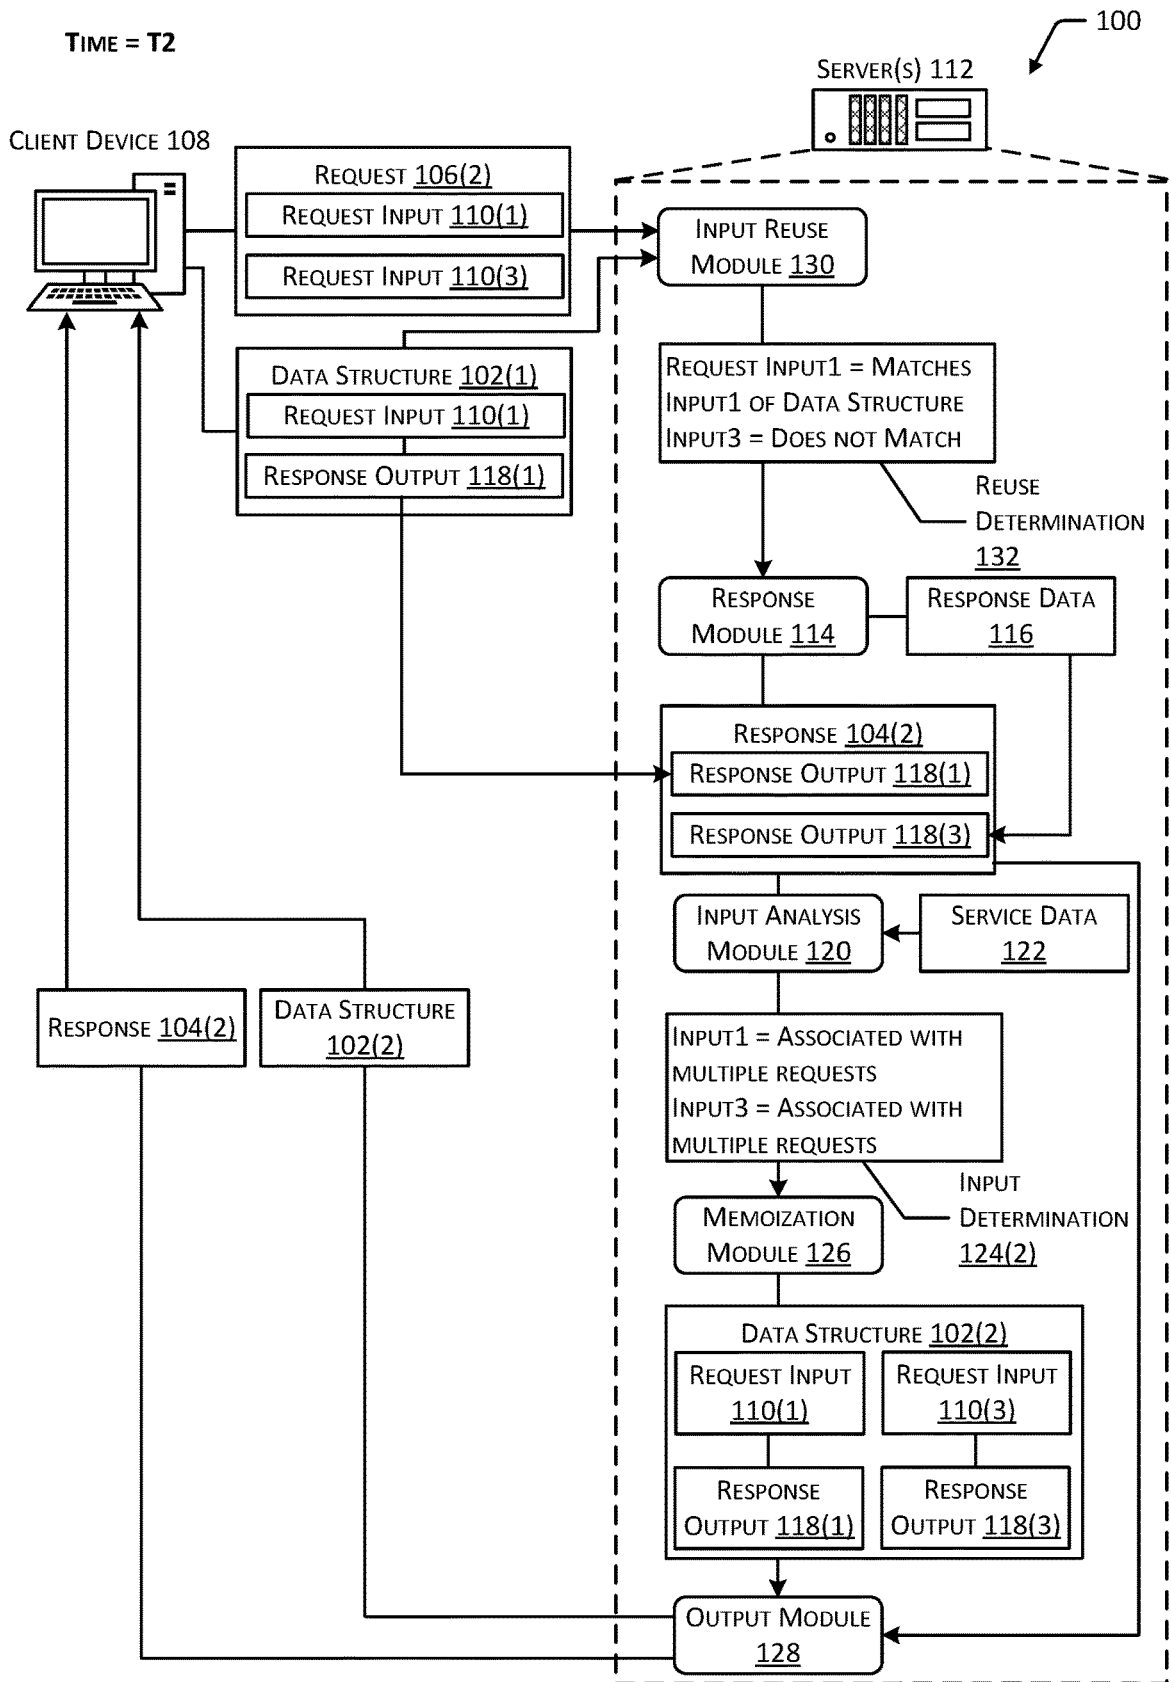 TIME = T2
100
SERVER(S) 112
CLIENT DEVICE 108
REQUEST 106(2)
REQUEST INPUT 110(1)
REQUEST INPUT 110(3)
INPUT REUSE
MODULE 130
DATA STRUCTURE 102(1)
REQUEST INPUT 110(1)
RESPONSE OUTPUT 118(1)
REQUEST INPUT1 = MATCHES
INPUT1 OF DATA STRUCTURE
INPUT3 = DOES NOT MATCH
REUSE
DETERMINATION
132
RESPONSE
MODULE 114
RESPONSE DATA
116
RESPONSE 104(2)
RESPONSE OUTPUT 118(1)
RESPONSE OUTPUT 118(3)
INPUT ANALYSIS
MODULE 120
SERVICE DATA
122
RESPONSE 104(2)
DATA STRUCTURE
102(2)
INPUT1 = ASSOCIATED WITH
MULTIPLE REQUESTS
INPUT3 = ASSOCIATED WITH
MULTIPLE REQUESTS
INPUT
DETERMINATION
124(2)
MEMOIZATION
MODULE 126
DATA STRUCTURE 102(2)
REQUEST INPUT
110(1)
REQUEST INPUT
110(3)
RESPONSE
OUTPUT 118(1)
RESPONSE
OUTPUT 118(3)
OUTPUT MODULE
128